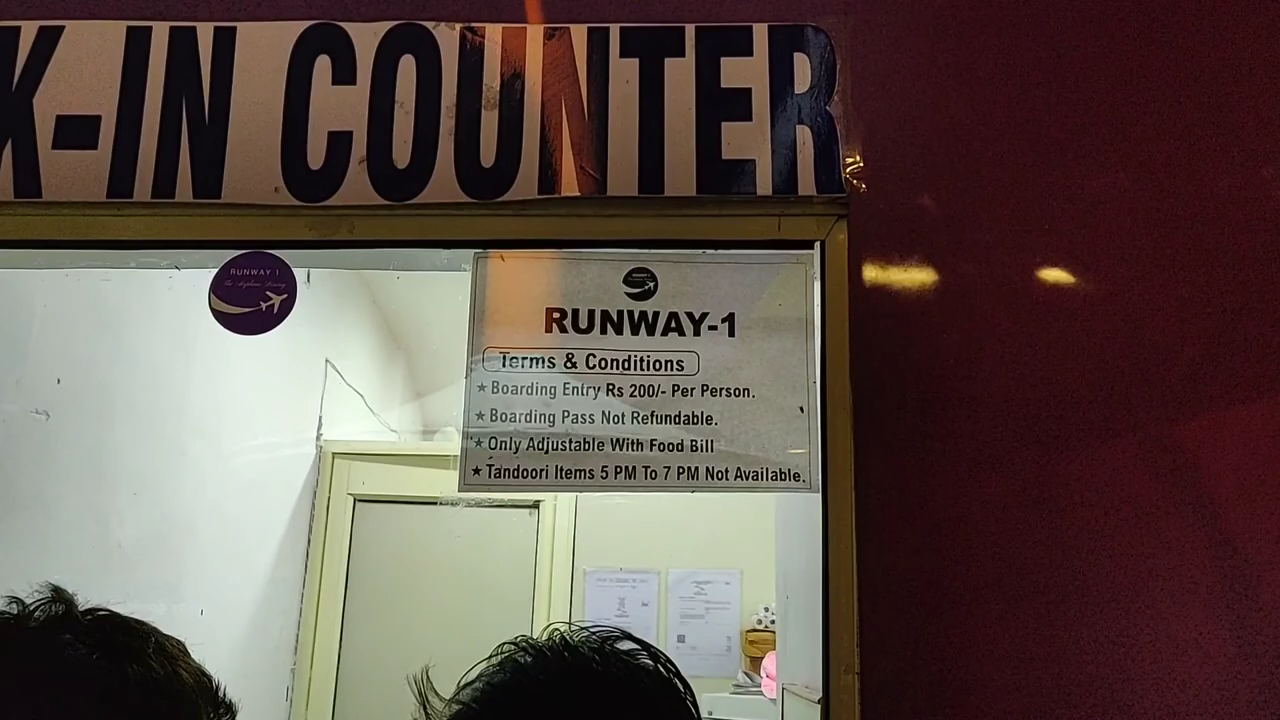 K-IN COUNTER
RUNWAY 1
RUNWAY-1
Terms & Conditions
★Boarding Entry Rs 200/- Per Person.
★Boarding Pass Not Refundable.
★Only Adjustable With Food Bill
★Tandoori Items 5 PM To 7 PM Not Available.